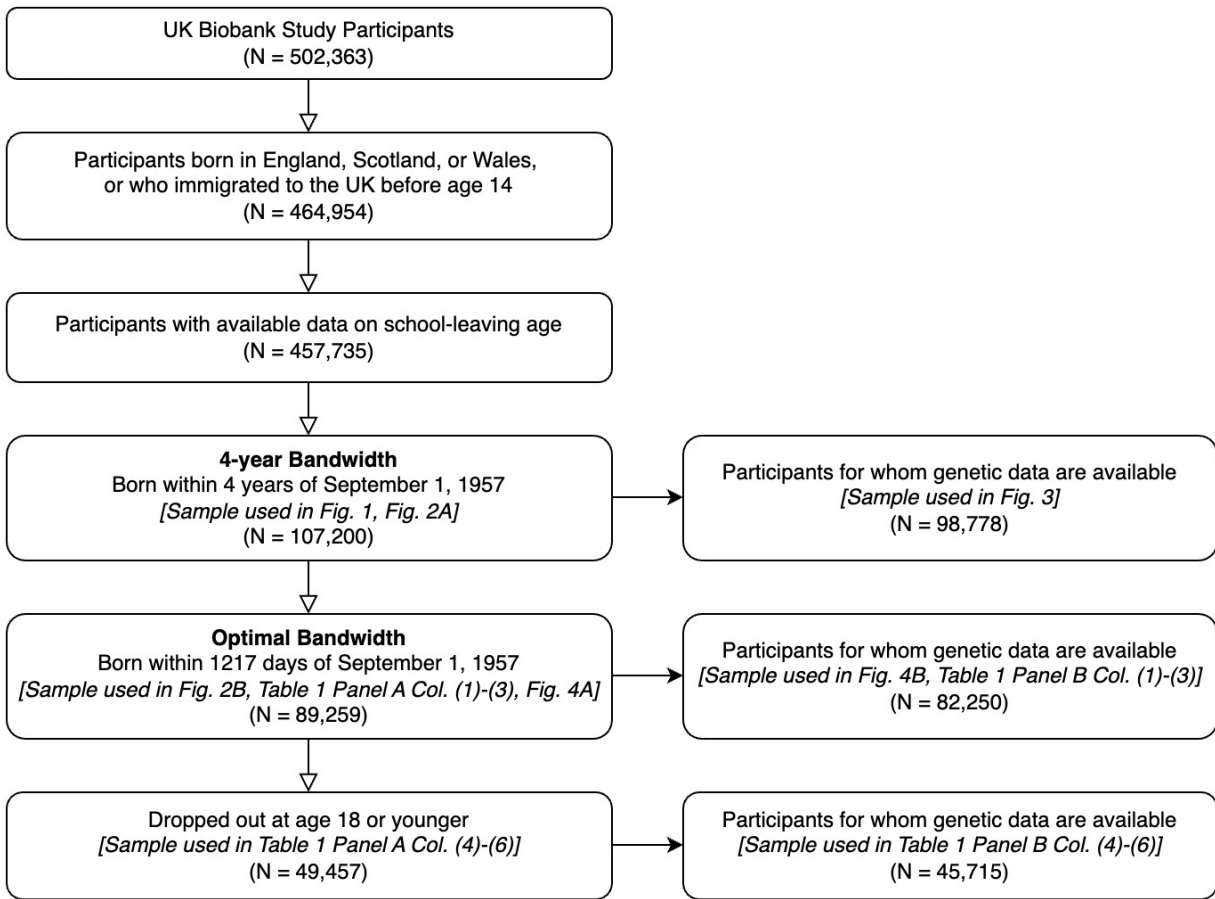 UK Biobank Study Participants
(N = 502,363)
Participants born in England, Scotland, or Wales,
or who immigrated to the UK before age 14
(N = 464,954)
Participants with available data on school-leaving age
(N = 457,735)
4-year Bandwidth
Born within 4 years of September 1, 1957
[Sample used in Fig. 1, Fig. 2A]
(N = 107,200)
Participants for whom genetic data are available
[Sample used in Fig. 3]
(N = 98,778)
Optimal Bandwidth
Born within 1217 days of September 1, 1957
[Sample used in Fig. 2B, Table 1 Panel A Col. (1)-(3), Fig. 4A]
(N = 89,259)
Participants for whom genetic data are available
[Sample used in Fig. 4B, Table 1 Panel B Col. (1)-(3)]
(N = 82,250)
Dropped out at age 18 or younger
[Sample used in Table 1 Panel A Col. (4)-(6)]
(N = 49,457)
Participants for whom genetic data are available
[Sample used in Table 1 Panel B Col. (4)-(6)]
(N = 45,715)